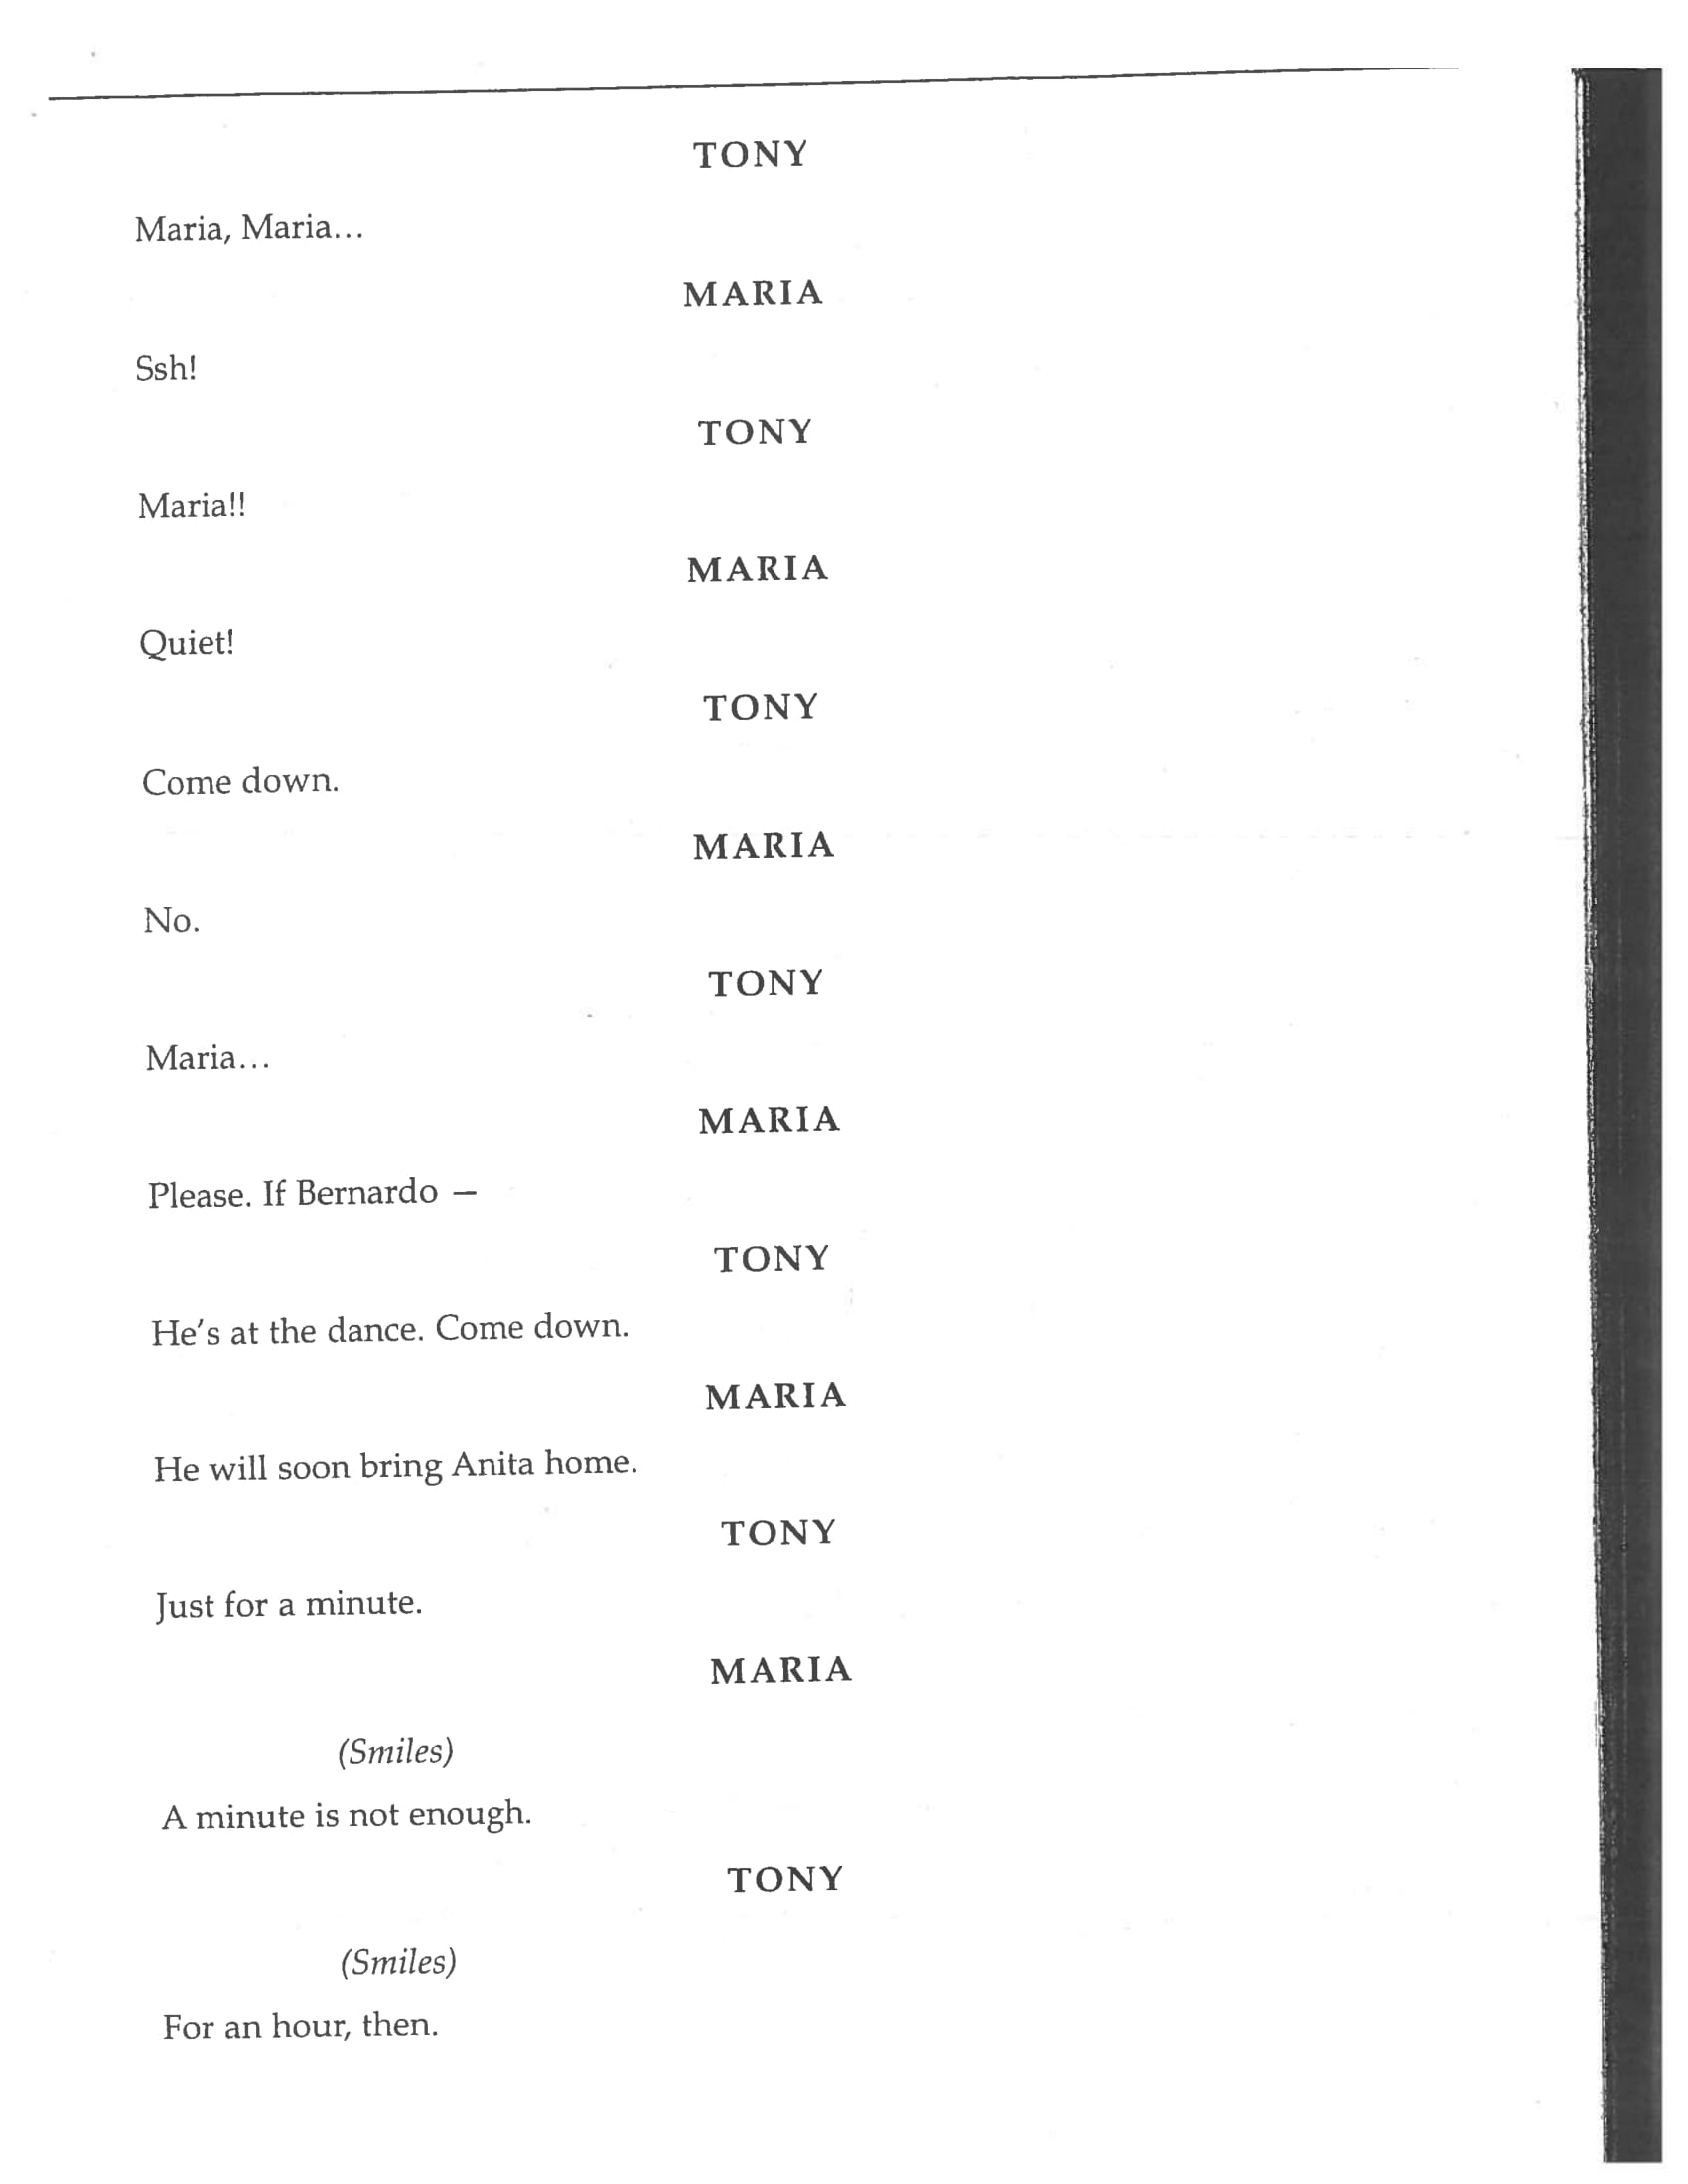 TONY
Maria, Maria...
MARIA
Ssh!
TONY
Maria!!
MARIA
Quiet!
TONY
Come down.
MARIA
No.
TONY
Maria...
MARIA
Please. If Bernardo —
TONY
He's at the dance. Come down.
MARIA
He will soon bring Anita home.
TONY
Just for a minute.
MARIA
(Smiles)
A minute is not enough.
TONY
(Smiles)
For an hour, then.